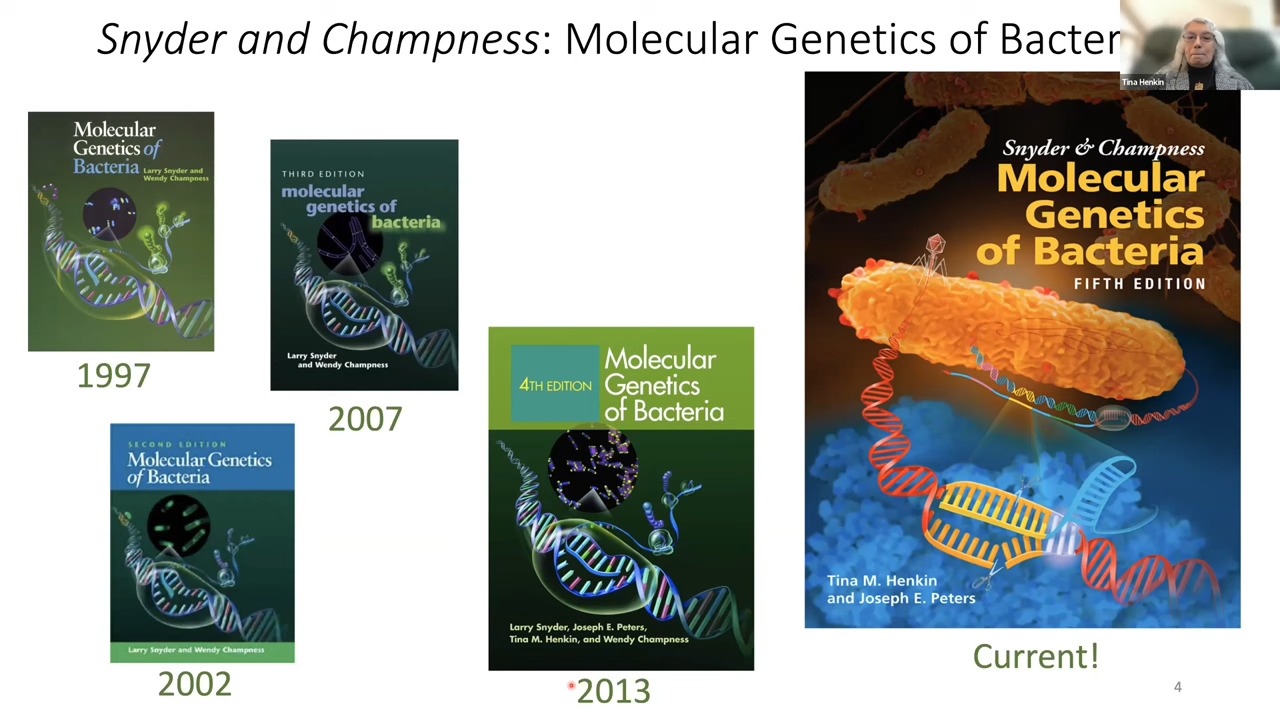 Snyder and Champness: Molecular Genetics of Bacter
Tina Henkin
Molecular
Genetics of
Bacteria
Larry Snyder and
Wendy Champness
1997
THIRD EDITION
molecular
genetics of
bacteria
Larry Snyder
and Wendy Champness
2007
SECOND EDITION
Molecular Genetics
of Bacteria
Larry Snyder and Wendy Champness
2002
4TH EDITION
Molecular
Genetics
of Bacteria
Larry Snyder, Joseph E. Peters,
Tina M. Henkin, and Wendy Champness
2013
Snyder & Champness
Molecular
Genetics
of Bacteria
FIFTH EDITION
Tina M. Henkin
and Joseph E. Peters
Current!
4